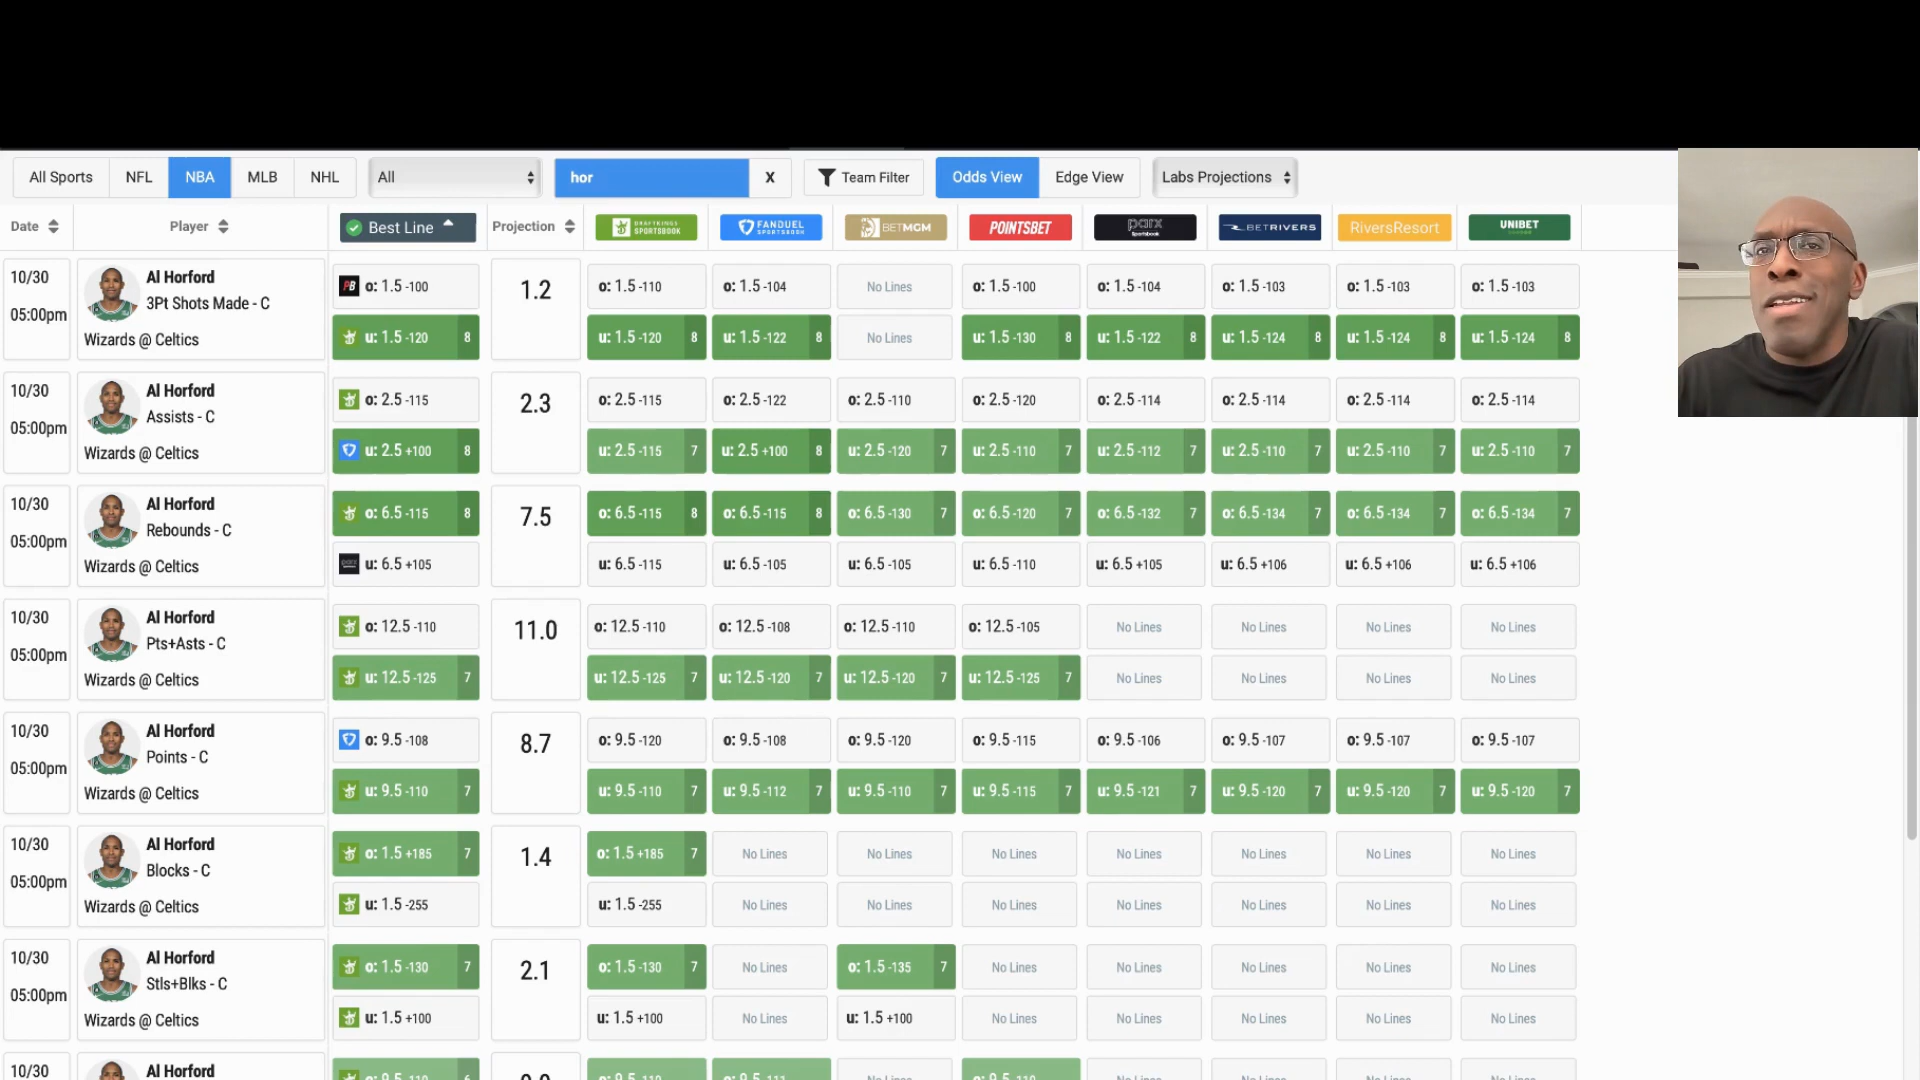 All Sports NFL NBA MLB NHL All hor X Team Filter Odds View Edge View Labs Projections
Date Player Best Line Projection DRAFTKINGS SPORTSBOOK FANDUEL SPORTSBOOK BETMGM POINTSBET parx Sportsbook BETRIVERS RiversResort UNIBET
10/30 Al Horford
3Pt Shots Made - C
05:00pm
Wizards @ Celtics
PB o: 1.5 -100 1.2 o: 1.5 -110 o: 1.5 -104 No Lines o: 1.5 -100 o: 1.5 -104 o: 1.5 -103 o: 1.5 -103 o: 1.5 -103
u: 1.5 -120 8 u: 1.5 -120 8 u: 1.5 -122 8 No Lines u: 1.5 -130 8 u: 1.5 -122 8 u: 1.5 -124 8 u: 1.5 -124 8 u: 1.5 -124 8
10/30 Al Horford
Assists - C
05:00pm
Wizards @ Celtics
o: 2.5 -115 2.3 o: 2.5 -115 o: 2.5 -122 o: 2.5 -110 o: 2.5 -120 o: 2.5 -114 o: 2.5 -114 o: 2.5 -114 o: 2.5 -114
u: 2.5 +100 8 u: 2.5 -115 7 u: 2.5 +100 8 u: 2.5 -120 7 u: 2.5 -110 7 u: 2.5 -112 7 u: 2.5 -110 7 u: 2.5 -110 7 u: 2.5 -110 7
10/30 Al Horford
Rebounds - C
05:00pm
Wizards @ Celtics
o: 6.5 -115 8 7.5 o: 6.5 -115 8 o: 6.5 -115 8 o: 6.5 -130 7 o: 6.5 -120 7 o: 6.5 -132 7 o: 6.5 -134 7 o: 6.5 -134 7 o: 6.5 -134 7
u: 6.5 +105 u: 6.5 -115 u: 6.5 -105 u: 6.5 -105 u: 6.5 -110 u: 6.5 +105 u: 6.5 +106 u: 6.5 +106 u: 6.5 +106
10/30 Al Horford
Pts+Asts - C
05:00pm
Wizards @ Celtics
o: 12.5 -110 11.0 o: 12.5 -110 o: 12.5 -108 o: 12.5 -110 o: 12.5 -105 No Lines No Lines No Lines No Lines
u: 12.5 -125 7 u: 12.5 -125 7 u: 12.5 -120 7 u: 12.5 -120 7 u: 12.5 -125 7 No Lines No Lines No Lines No Lines
10/30 Al Horford
Points - C
05:00pm
Wizards @ Celtics
o: 9.5 -108 8.7 o: 9.5 -120 o: 9.5 -108 o: 9.5 -120 o: 9.5 -115 o: 9.5 -106 o: 9.5 -107 o: 9.5 -107 o: 9.5 -107
u: 9.5 -110 7 u: 9.5 -110 7 u: 9.5 -112 7 u: 9.5 -110 7 u: 9.5 -115 7 u: 9.5 -121 7 u: 9.5 -120 7 u: 9.5 -120 7 u: 9.5 -120 7
10/30 Al Horford
Blocks - C
05:00pm
Wizards @ Celtics
o: 1.5 +185 7 1.4 o: 1.5 +185 7 No Lines No Lines No Lines No Lines No Lines No Lines No Lines
u: 1.5 -255 u: 1.5 -255 No Lines No Lines No Lines No Lines No Lines No Lines No Lines
10/30 Al Horford
Stls+Blks - C
05:00pm
Wizards @ Celtics
o: 1.5 -130 7 2.1 o: 1.5 -130 7 No Lines o: 1.5 -135 7 No Lines No Lines No Lines No Lines No Lines
u: 1.5 +100 u: 1.5 +100 No Lines u: 1.5 +100 No Lines No Lines No Lines No Lines No Lines
10/30 Al Horford